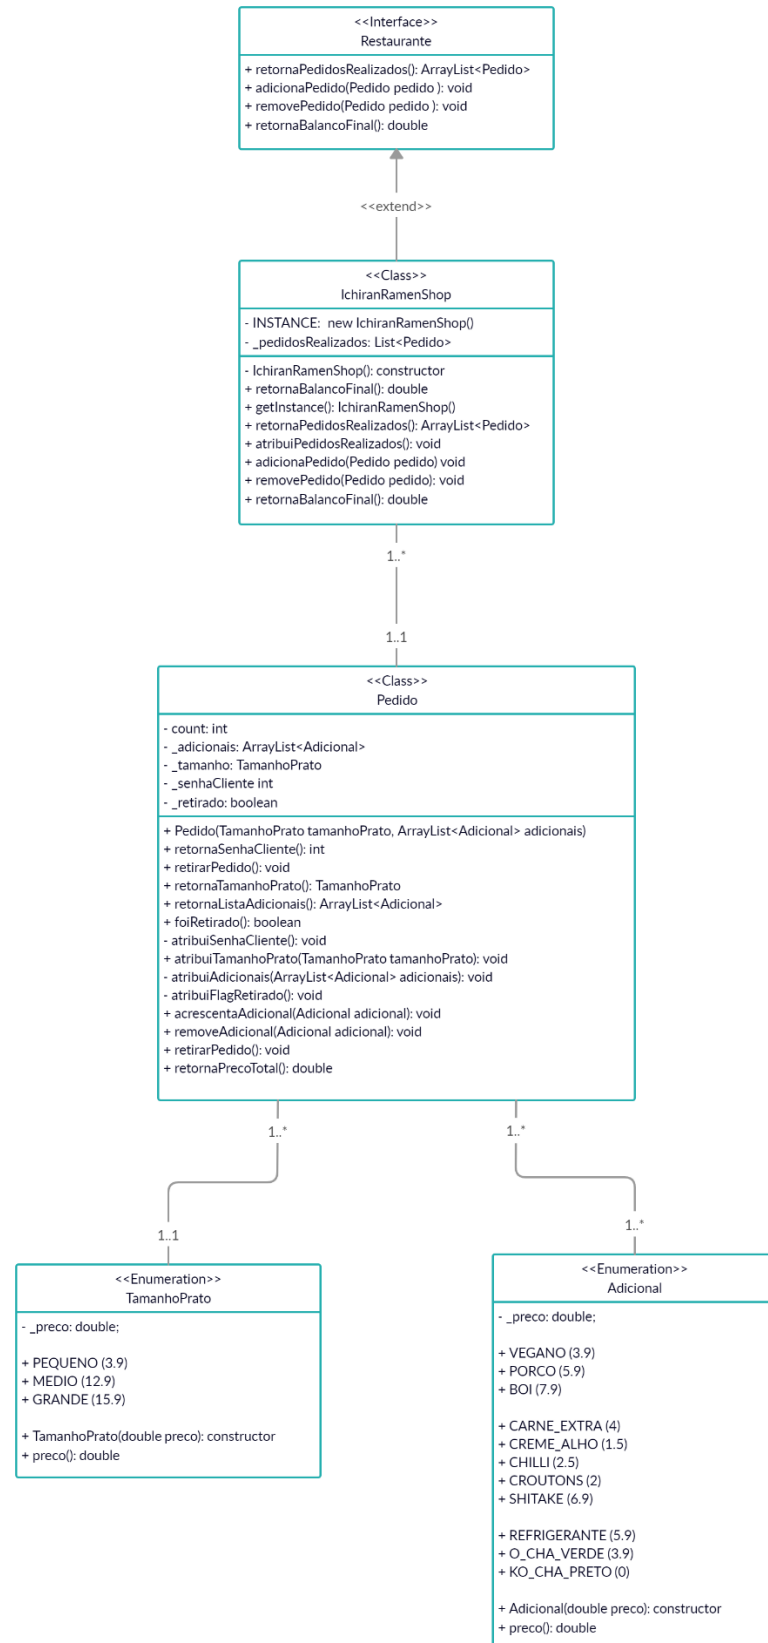 <<Interface>>
Restaurante
+ retornaPedidosRealizados(): ArrayList<Pedido>
+ adicionaPedido(Pedido pedido ): void
+ removePedido(Pedido pedido ): void
+ retornaBalancoFinal(): double
<<extend>>
<<Class>>
IchiranRamenShop
- INSTANCE:  new IchiranRamenShop()
- _pedidosRealizados: List<Pedido>
- IchiranRamenShop(): constructor
+ retornaBalancoFinal(): double
+ getInstance(): IchiranRamenShop()
+ retornaPedidosRealizados(): ArrayList<Pedido>
+ atribuiPedidosRealizados(): void
+ adicionaPedido(Pedido pedido) void
+ removePedido(Pedido pedido): void
+ retornaBalancoFinal(): double
1..*
1..1
<<Class>>
Pedido
- count: int
- _adicionais: ArrayList<Adicional>
- _tamanho: TamanhoPrato
- _senhaCliente int
- _retirado: boolean
+ Pedido(TamanhoPrato tamanhoPrato, ArrayList<Adicional> adicionais)
+ retornaSenhaCliente(): int
+ retirarPedido(): void
+ retornaTamanhoPrato(): TamanhoPrato
+ retornaListaAdicionais(): ArrayList<Adicional>
+ foiRetirado(): boolean
- atribuiSenhaCliente(): void
+ atribuiTamanhoPrato(TamanhoPrato tamanhoPrato): void
- atribuiAdicionais(ArrayList<Adicional> adicionais): void
- atribuiFlagRetirado(): void
+ acrescentaAdicional(Adicional adicional): void
+ removeAdicional(Adicional adicional): void
+ retirarPedido(): void
+ retornaPrecoTotal(): double
1..*
1..*
1..1
1..*
<<Enumeration>>
TamanhoPrato
- _preco: double;
+ PEQUENO (3.9)
+ MEDIO (12.9)
+ GRANDE (15.9)
+ TamanhoPrato(double preco): constructor
+ preco(): double
<<Enumeration>>
Adicional
- _preco: double;
+ VEGANO (3.9)
+ PORCO (5.9)
+ BOI (7.9)
+ CARNE_EXTRA (4)
+ CREME_ALHO (1.5)
+ CHILLI (2.5)
+ CROUTONS (2)
+ SHITAKE (6.9)
+ REFRIGERANTE (5.9)
+ O_CHA_VERDE (3.9)
+ KO_CHA_PRETO (0)
+ Adicional(double preco): constructor
+ preco(): double